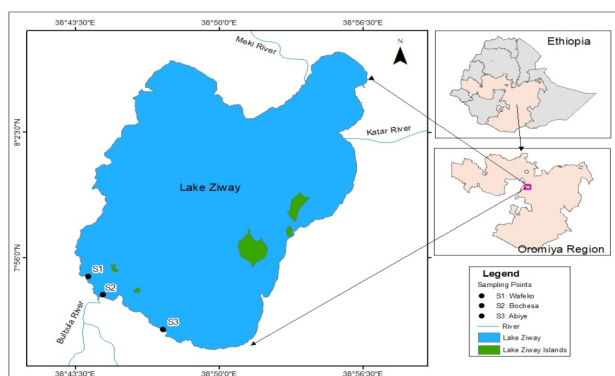 38°43'30"E
38°50'0"E
38°56'30"E
Meki River
Ethiopia
8°23'0"N
Katar River
Lake Ziway
7°56'0"N
Oromiya Region
S1
S2
S3
Bulbula River
Legend
Sampling Points
S1: Wafeko
S2: Bochesa
S3: Abiye
River
Lake Ziway
Lake Ziway Islands
38°43'30"E
38°50'0"E
38°56'30"E